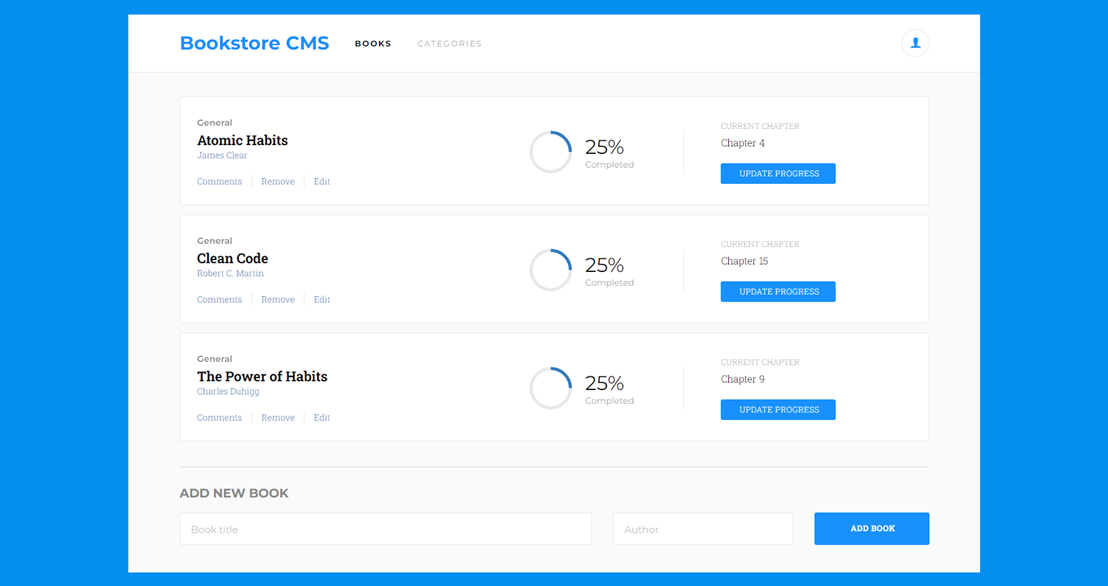 Bookstore CMS BOOKS CATEGORIES
General
Atomic Habits
James Clear
Comments Remove Edit
25%
Completed
CURRENT CHAPTER
Chapter 4
UPDATE PROGRESS
General
Clean Code
Robert C. Martin
Comments Remove Edit
25%
Completed
CURRENT CHAPTER
Chapter 15
UPDATE PROGRESS
General
The Power of Habits
Charles Duhigg
Comments Remove Edit
25%
Completed
CURRENT CHAPTER
Chapter 9
UPDATE PROGRESS
ADD NEW BOOK
Book title Author ADD BOOK